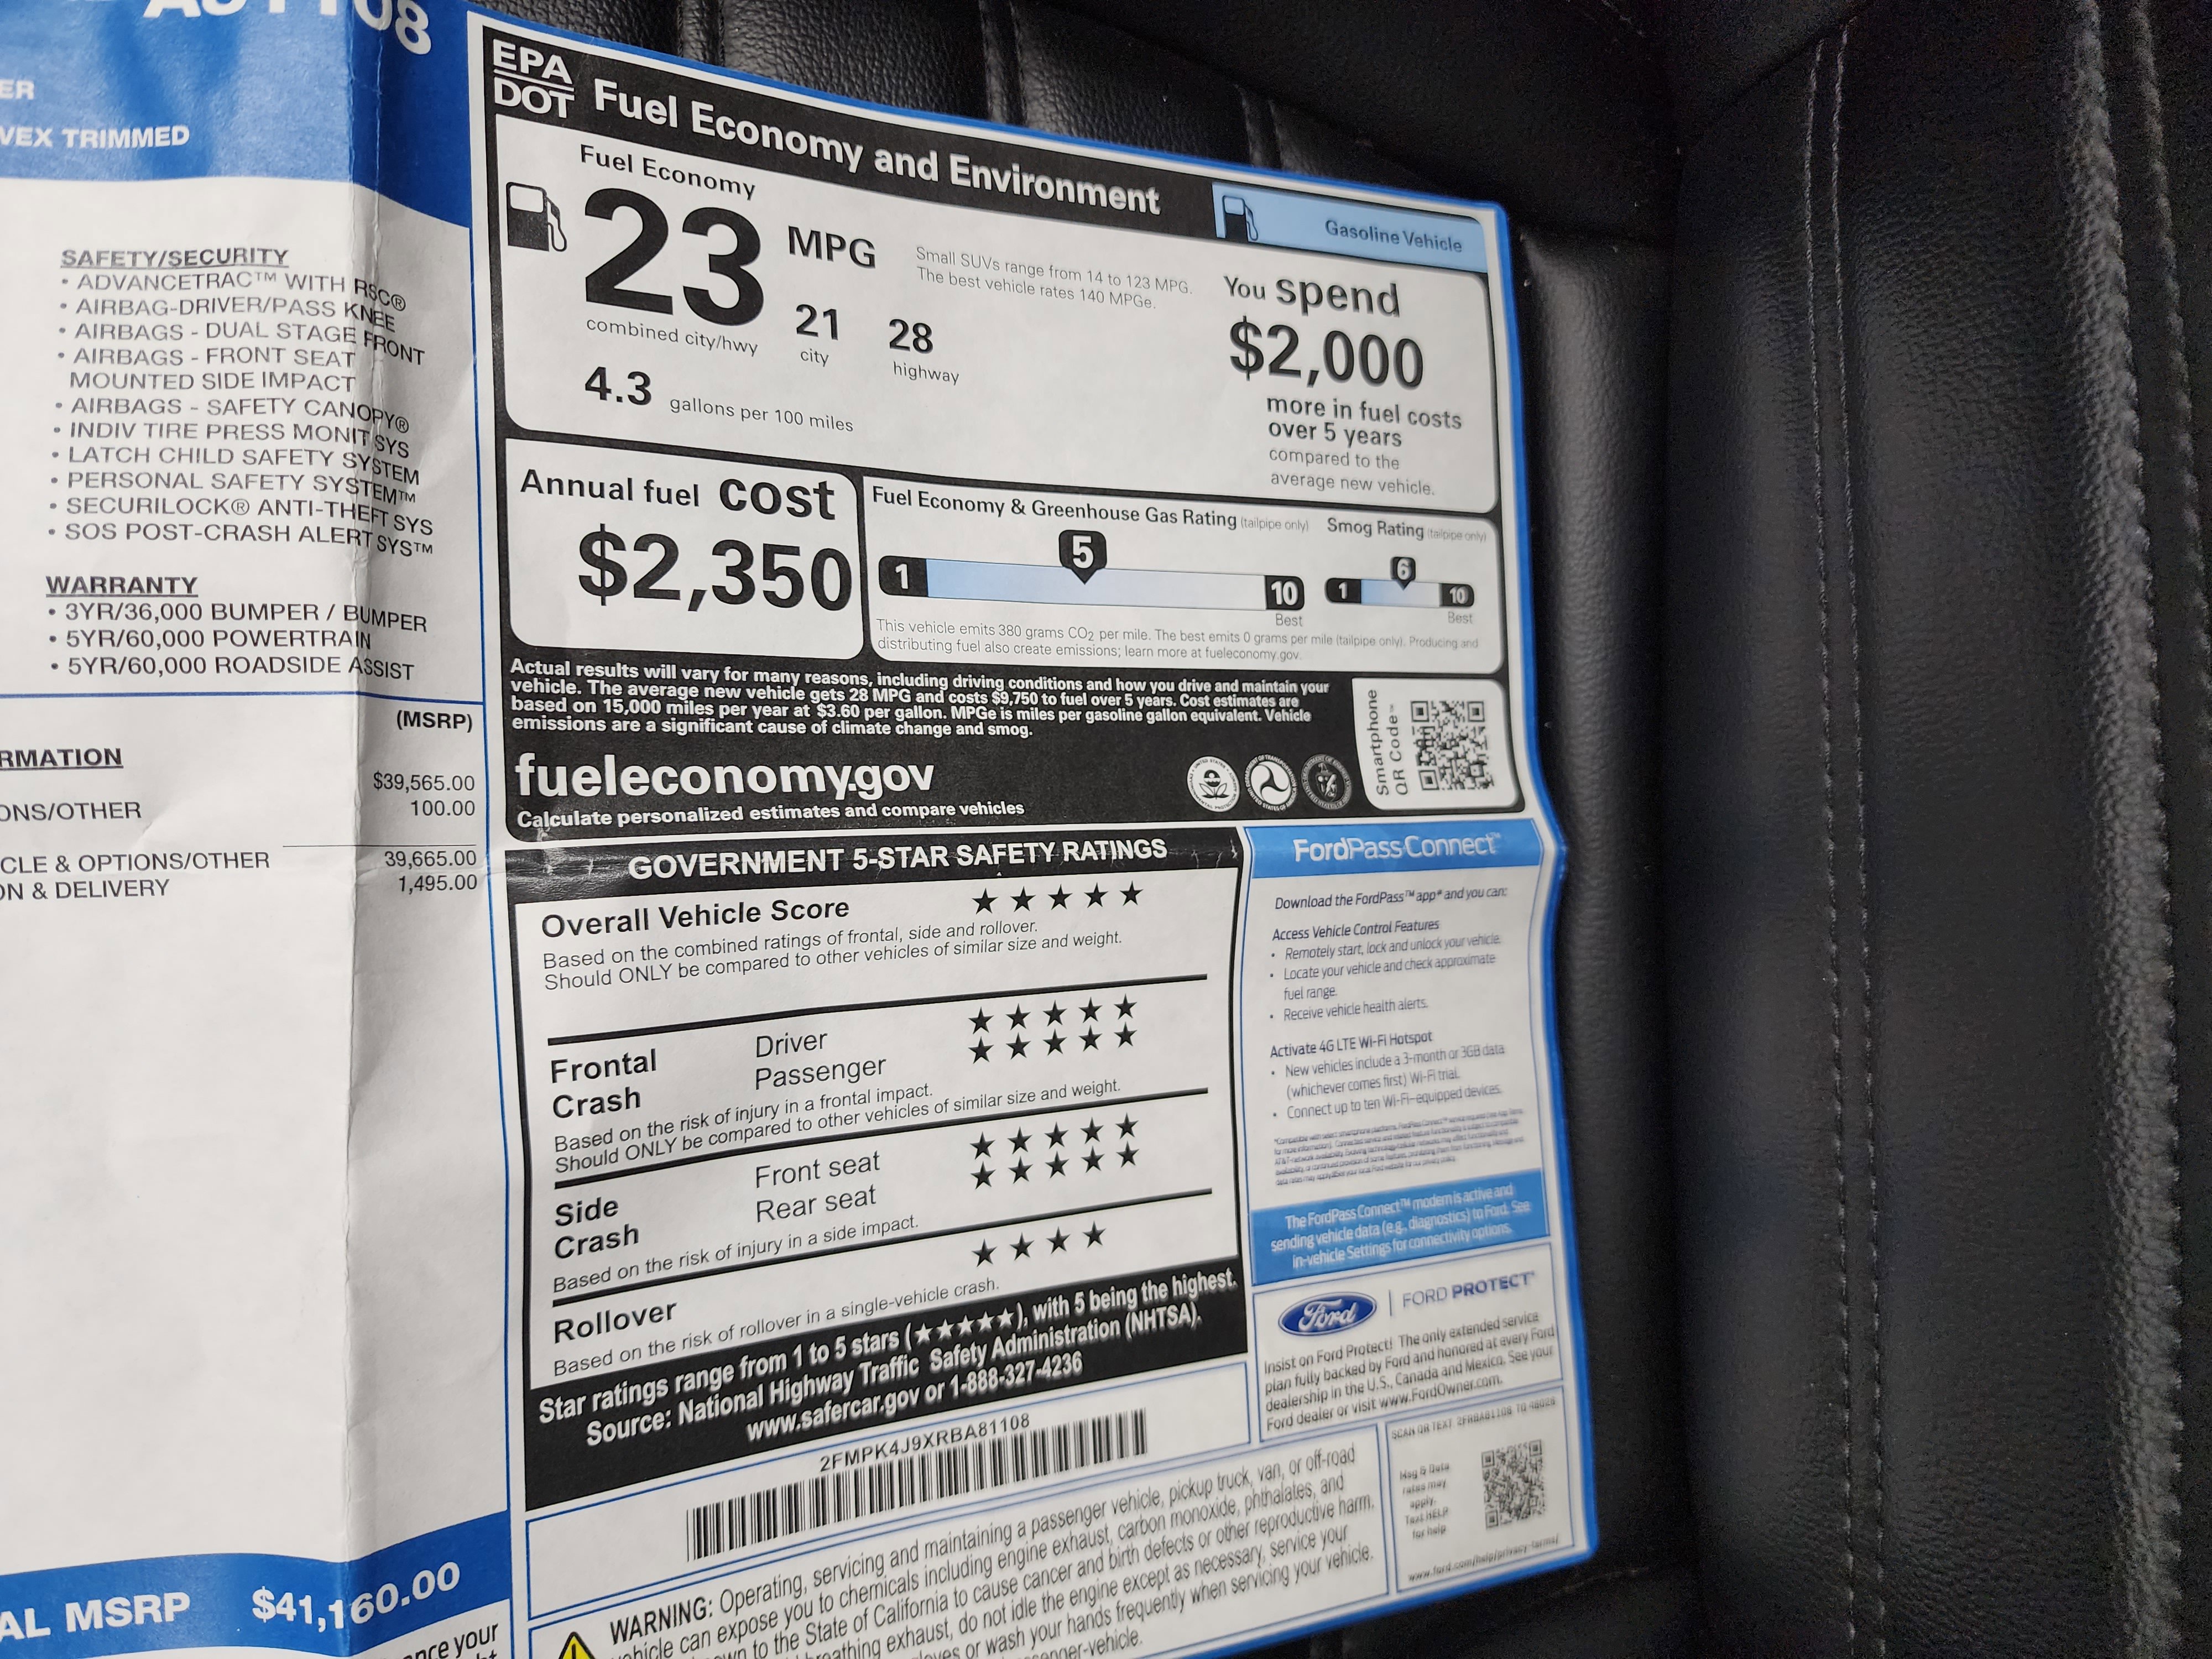 08
ER
VEX TRIMMED
SAFETY/SECURITY
• ADVANCETRAC™ WITH RSC®
• AIRBAG-DRIVER/PASS KNEE
• AIRBAGS - DUAL STAGE FRONT
• AIRBAGS - FRONT SEAT
MOUNTED SIDE IMPACT
• AIRBAGS - SAFETY CANOPY®
• INDIV TIRE PRESS MONIT SYS
• LATCH CHILD SAFETY SYSTEM
• PERSONAL SAFETY SYSTEM™
• SECURILOCK® ANTI-THEFT SYS
• SOS POST-CRASH ALERT SYS™
WARRANTY
• 3YR/36,000 BUMPER / BUMPER
• 5YR/60,000 POWERTRAIN
• 5YR/60,000 ROADSIDE ASSIST
(MSRP)
RMATION
$39,565.00
ONS/OTHER 100.00
CLE & OPTIONS/OTHER 39,665.00
ON & DELIVERY 1,495.00
AL MSRP $41,160.00
nce your
EPA
DOT
Fuel Economy and Environment
Gasoline Vehicle
Fuel Economy
23 MPG
Small SUVs range from 14 to 123 MPG.
The best vehicle rates 140 MPGe.
combined city/hwy
21
city
28
highway
4.3 gallons per 100 miles
You spend
$2,000
more in fuel costs
over 5 years
compared to the
average new vehicle.
Annual fuel cost
$2,350
Fuel Economy & Greenhouse Gas Rating (tailpipe only)
1
5
10
Best
Smog Rating (tailpipe only)
1
6
10
Best
This vehicle emits 380 grams CO2 per mile. The best emits 0 grams per mile (tailpipe only). Producing and
distributing fuel also create emissions; learn more at fueleconomy.gov.
Actual results will vary for many reasons, including driving conditions and how you drive and maintain your
vehicle. The average new vehicle gets 28 MPG and costs $9,750 to fuel over 5 years. Cost estimates are
based on 15,000 miles per year at $3.60 per gallon. MPGe is miles per gasoline gallon equivalent. Vehicle
emissions are a significant cause of climate change and smog.
fueleconomy.gov
Calculate personalized estimates and compare vehicles
Smartphone
QR Code™
GOVERNMENT 5-STAR SAFETY RATINGS
Overall Vehicle Score ★ ★ ★ ★ ★
Based on the combined ratings of frontal, side and rollover.
Should ONLY be compared to other vehicles of similar size and weight.
Frontal
Crash
Driver ★ ★ ★ ★ ★
Passenger ★ ★ ★ ★ ★
Based on the risk of injury in a frontal impact.
Should ONLY be compared to other vehicles of similar size and weight.
Side
Crash
Front seat ★ ★ ★ ★ ★
Rear seat ★ ★ ★ ★ ★
Based on the risk of injury in a side impact.
Rollover ★ ★ ★ ★
Based on the risk of rollover in a single-vehicle crash.
Star ratings range from 1 to 5 stars (★★★★★), with 5 being the highest.
Source: National Highway Traffic Safety Administration (NHTSA).
www.safercar.gov or 1-888-327-4236
2FMPK4J9XRBA81108
FordPass Connect™
Download the FordPass™ app* and you can:
Access Vehicle Control Features
• Remotely start, lock and unlock your vehicle.
• Locate your vehicle and check approximate
fuel range.
• Receive vehicle health alerts.
Activate 4G LTE Wi-Fi Hotspot
• New vehicles include a 3-month or 3GB data
(whichever comes first) Wi-Fi trial.
• Connect up to ten Wi-Fi-equipped devices.
The FordPass Connect™ modem is active and
sending vehicle data (e.g., diagnostics) to Ford. See
in-vehicle Settings for connectivity options.
Ford | FORD PROTECT
Insist on Ford Protect! The only extended service
plan fully backed by Ford and honored at every Ford
dealership in the U.S., Canada and Mexico. See your
Ford dealer or visit www.FordOwner.com.
SCAN OR TEXT 2FRBA81108 TO 48028
Msg & Data
rates may
apply.
Text HELP
for help
www.ford.com/help/privacy-terms/
WARNING: Operating, servicing and maintaining a passenger vehicle, pickup truck, van, or off-road
vehicle can expose you to chemicals including engine exhaust, carbon monoxide, phthalates, and
wn to the State of California to cause cancer and birth defects or other reproductive harm.
breathing exhaust, do not idle the engine except as necessary, service your
loves or wash your hands frequently when servicing your vehicle.
senger-vehicle.